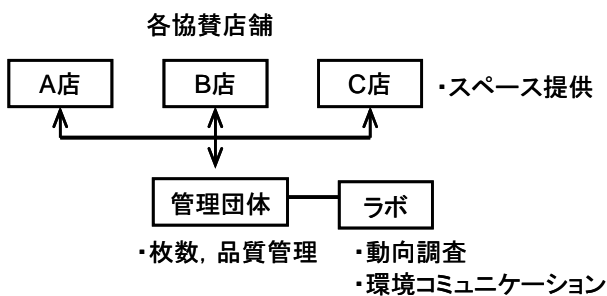 各協賛店舗
A店
B店
C店
・スペース提供
管理団体
ラボ
・枚数，品質管理
・動向調査
・環境コミュニケーション